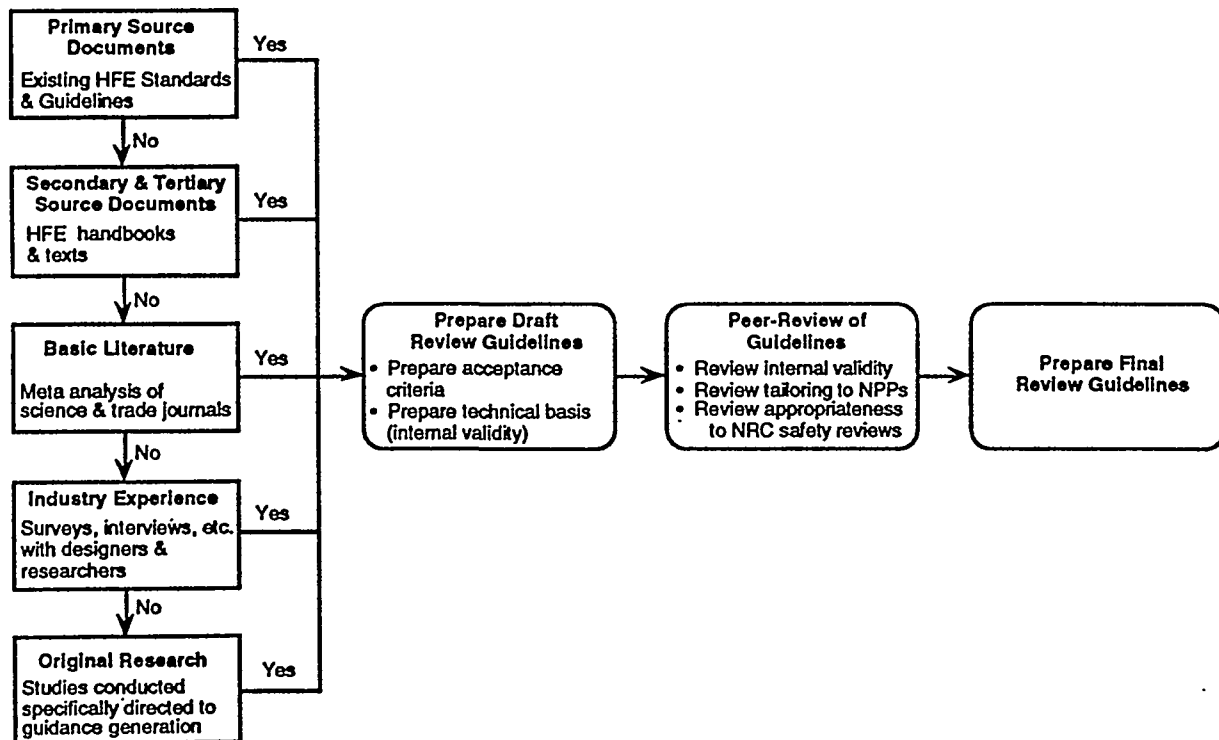 Primary Source
Documents
Existing HFE Standards
& Guidelines
Yes
No
Secondary & Tertiary
Source Documents
HFE handbooks
& texts
Yes
No
Basic Literature
Meta analysis of
science & trade journals
Yes
No
Industry Experience
Surveys, interviews, etc.
with designers &
researchers
Yes
No
Original Research
Studies conducted
specifically directed to
guidance generation
Yes
Prepare Draft
Review Guidelines
• Prepare acceptance
criteria
• Prepare technical basis
(internal validity)
Peer-Review of
Guidelines
• Review internal validity
• Review tailoring to NPPs
• Review appropriateness
to NRC safety reviews
Prepare Final
Review Guidelines